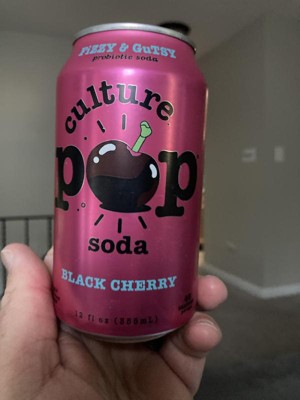 FIZZY & GUTSY
probiotic soda
culture
pop
soda
BLACK CHERRY
12 fl oz (355mL)